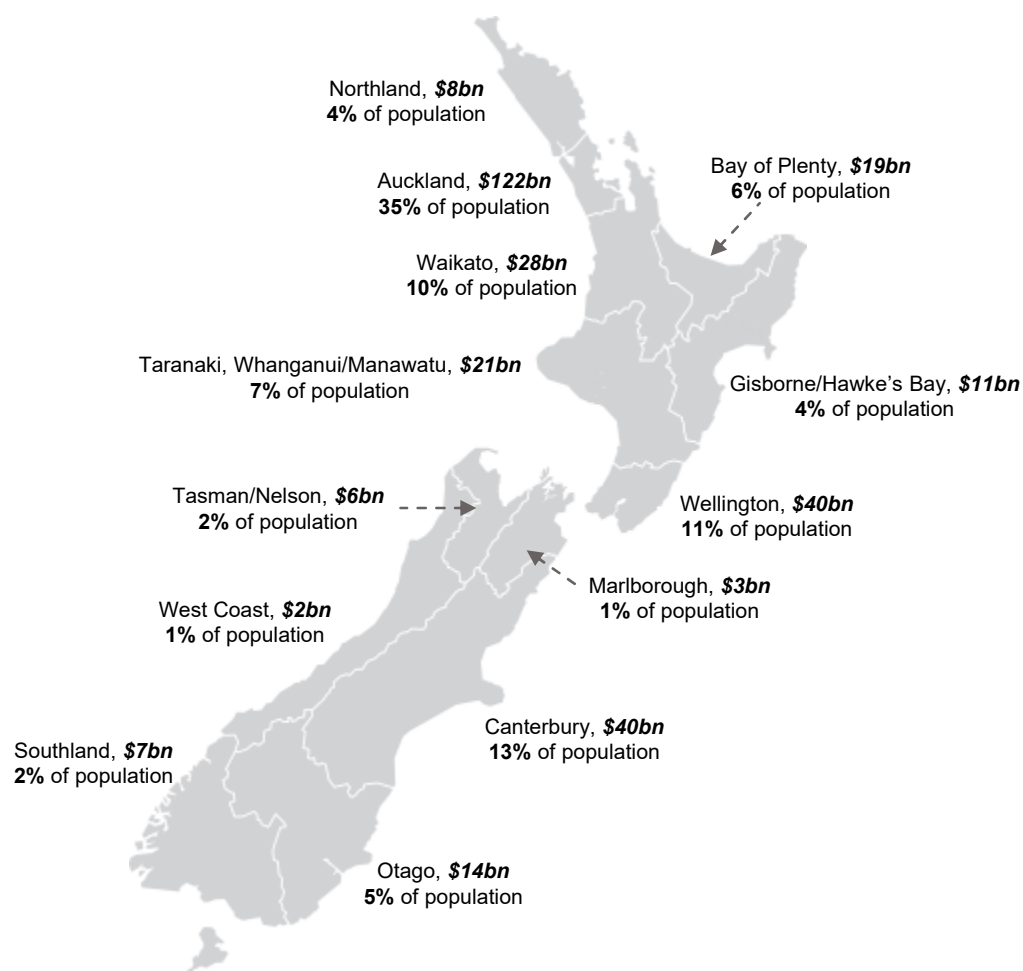 Northland, $8bn
4% of population
Bay of Plenty, $19bn
6% of population
Auckland, $122bn
35% of population
Waikato, $28bn
10% of population
Taranaki, Whanganui/Manawatu, $21bn
7% of population
Gisborne/Hawke's Bay, $11bn
4% of population
Tasman/Nelson, $6bn
2% of population
Wellington, $40bn
11% of population
Marlborough, $3bn
1% of population
West Coast, $2bn
1% of population
Canterbury, $40bn
13% of population
Southland, $7bn
2% of population
Otago, $14bn
5% of population